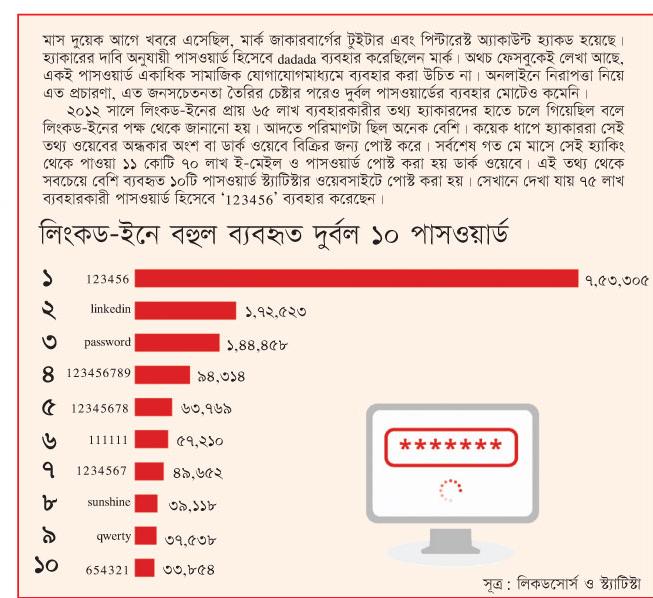 মাস দুয়েক আগে খবরে এসেছিল, মার্ক জাকারবার্গের টুইটার এবং পিন্টারেস্ট অ্যাকাউন্ট হ্যাকড হয়েছে।
হ্যাকারের দাবি অনুযায়ী পাসওয়ার্ড হিসেবে dadada ব্যবহার করেছিলেন মার্ক। অথচ ফেসবুকেই লেখা আছে,
একই পাসওয়ার্ড একাধিক সামাজিক যোগাযোগমাধ্যমে ব্যবহার করা উচিত না। অনলাইনে নিরাপত্তা নিয়ে
এত প্রচারণা, এত জনসচেতনতা তৈরির চেষ্টার পরেও দুর্বল পাসওয়ার্ডের ব্যবহার মোটেও কমেনি।
২০১২ সালে লিংকড-ইনের প্রায় ৬৫ লাখ ব্যবহারকারীর তথ্য হ্যাকারদের হাতে চলে গিয়েছিল বলে
লিংকড-ইনের পক্ষ থেকে জানানো হয়। আদতে পরিমাণটা ছিল অনেক বেশি। কয়েক ধাপে হ্যাকাররা সেই
তথ্য ওয়েবের অন্ধকার অংশ বা ডার্ক ওয়েবে বিক্রির জন্য পোস্ট করে। সর্বশেষ গত মে মাসে সেই হ্যাকিং
থেকে পাওয়া ১১ কোটি ৭০ লাখ ই-মেইল ও পাসওয়ার্ড পোস্ট করা হয় ডার্ক ওয়েবে। এই তথ্য থেকে
সবচেয়ে বেশি ব্যবহৃত ১০টি পাসওয়ার্ড স্ট্যাটিস্টার ওয়েবসাইটে পোস্ট করা হয়। সেখানে দেখা যায় ৭৫ লাখ
ব্যবহারকারী পাসওয়ার্ড হিসেবে ‘123456’ ব্যবহার করেছেন।
লিংকড-ইনে বহুল ব্যবহৃত দুর্বল ১০ পাসওয়ার্ড
১ 123456 ৭,৫৩,৩০৫
২ linkedin ১,৭২,৫২৩
৩ password ১,৪৪,৪৫৮
৪ 123456789 ৯৪,৩১৪
৫ 12345678 ৬৩,৭৬৯
৬ 111111 ৫৭,২১০
৭ 1234567 ৪৯,৬৫২
৮ sunshine ৩৯,১১৮
৯ qwerty ৩৭,৫৩৮
১০ 654321 ৩৩,৮৫৪
*******
সূত্র : লিকডসোর্স ও স্ট্যাটিস্টা